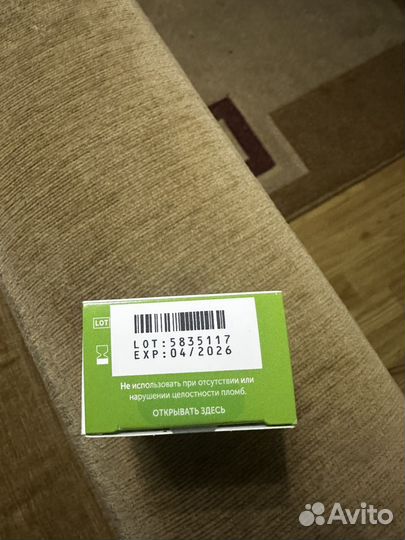 LOT
LOT:5835117
EXP:04/2026
Не использовать при отсутствии или
нарушении целостности пломб.
ОТКРЫВАТЬ ЗДЕСЬ
Avito